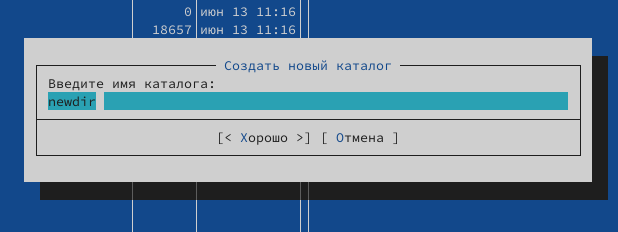 0 июн 13 11:16
18657 июн 13 11:16
Создать новый каталог
Введите имя каталога:
newdir
[< Хорошо >] [ Отмена ]